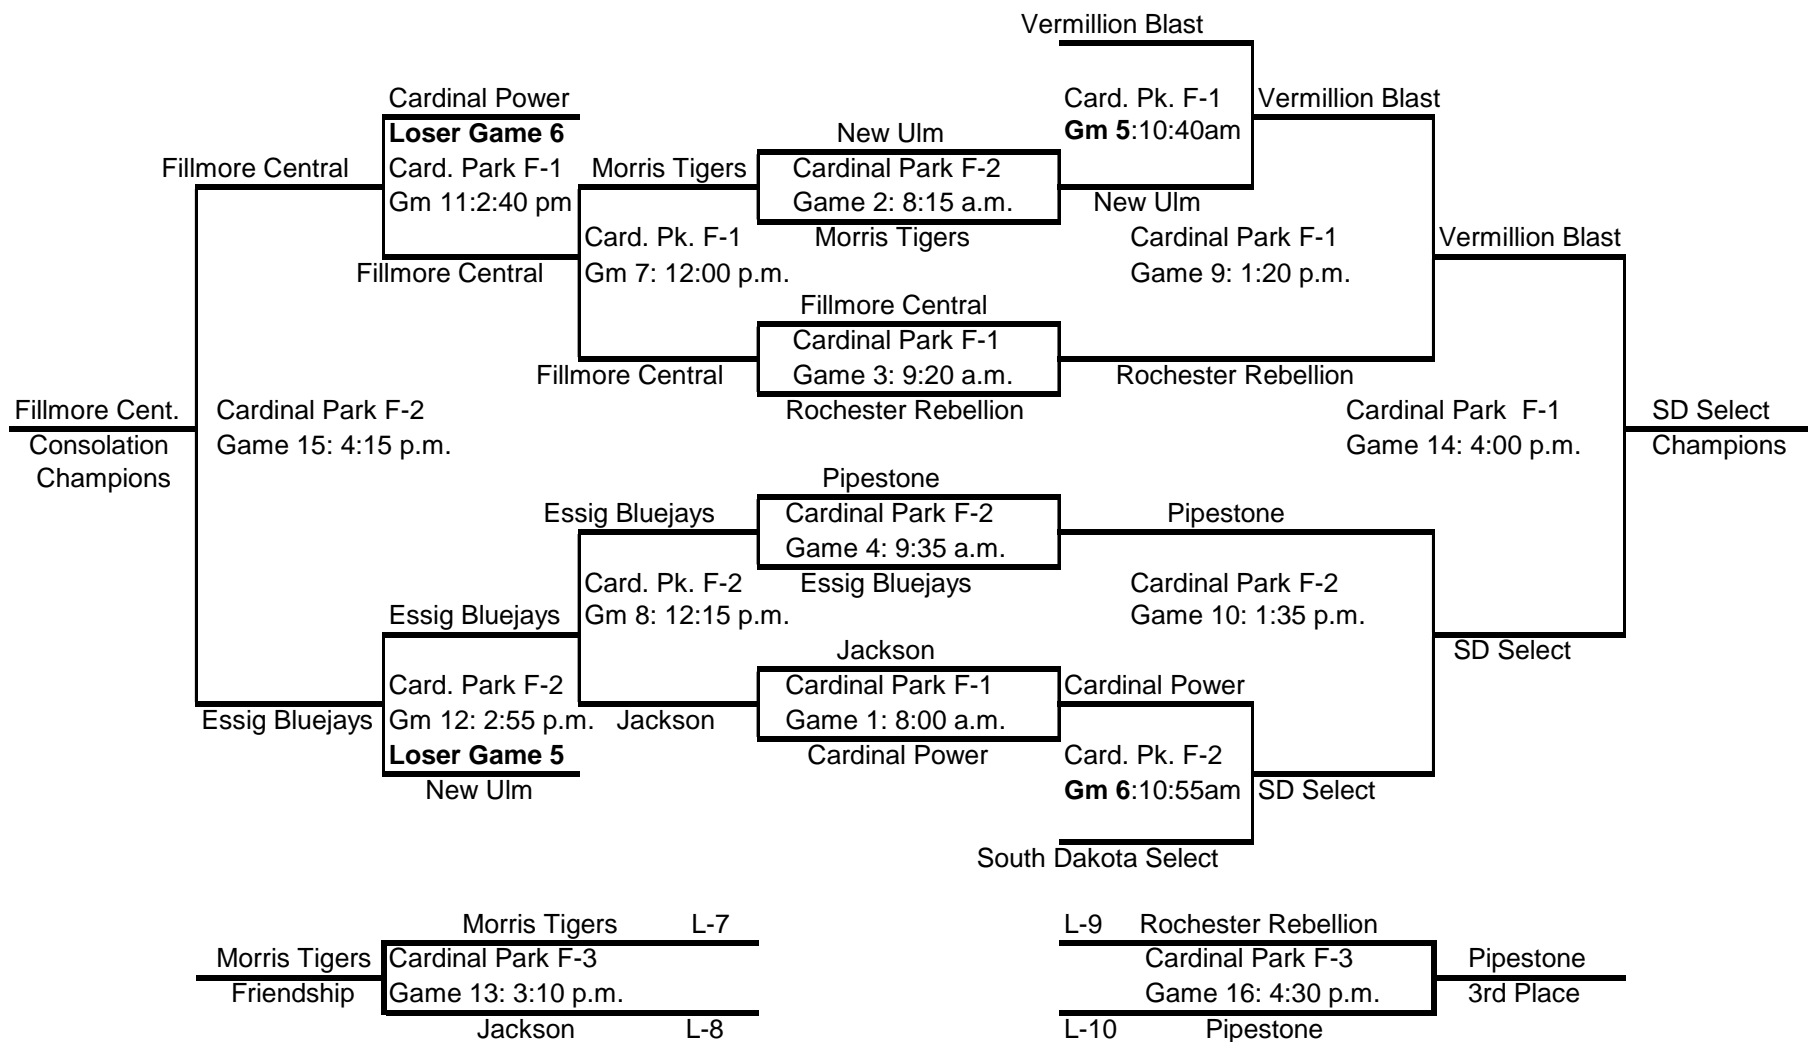 Vermillion Blast
Cardinal Power
Card. Pk. F-1
Vermillion Blast
Loser Game 6
New Ulm
Gm 5:10:40am
Fillmore Central
Card. Park F-1
Morris Tigers
Cardinal Park F-2
Gm 11:2:40 pm
Game 2: 8:15 a.m.
New Ulm
Card. Pk. F-1
Morris Tigers
Cardinal Park F-1
Vermillion Blast
Fillmore Central
Gm 7: 12:00 p.m.
Game 9: 1:20 p.m.
Fillmore Central
Cardinal Park F-1
Fillmore Central
Game 3: 9:20 a.m.
Rochester Rebellion
Fillmore Cent.
Cardinal Park F-2
Rochester Rebellion
Cardinal Park F-1
SD Select
Consolation
Game 15: 4:15 p.m.
Game 14: 4:00 p.m.
Champions
Champions
Pipestone
Essig Bluejays
Cardinal Park F-2
Pipestone
Game 4: 9:35 a.m.
Card. Pk. F-2
Essig Bluejays
Cardinal Park F-2
Essig Bluejays
Gm 8: 12:15 p.m.
Game 10: 1:35 p.m.
Jackson
SD Select
Card. Park F-2
Cardinal Park F-1
Cardinal Power
Essig Bluejays
Gm 12: 2:55 p.m.
Jackson
Game 1: 8:00 a.m.
Loser Game 5
Cardinal Power
Card. Pk. F-2
New Ulm
Gm 6:10:55am
SD Select
South Dakota Select
Morris Tigers
L-7
L-9
Rochester Rebellion
Morris Tigers
Cardinal Park F-3
Cardinal Park F-3
Pipestone
Friendship
Game 13: 3:10 p.m.
Game 16: 4:30 p.m.
3rd Place
Jackson
L-8
L-10
Pipestone